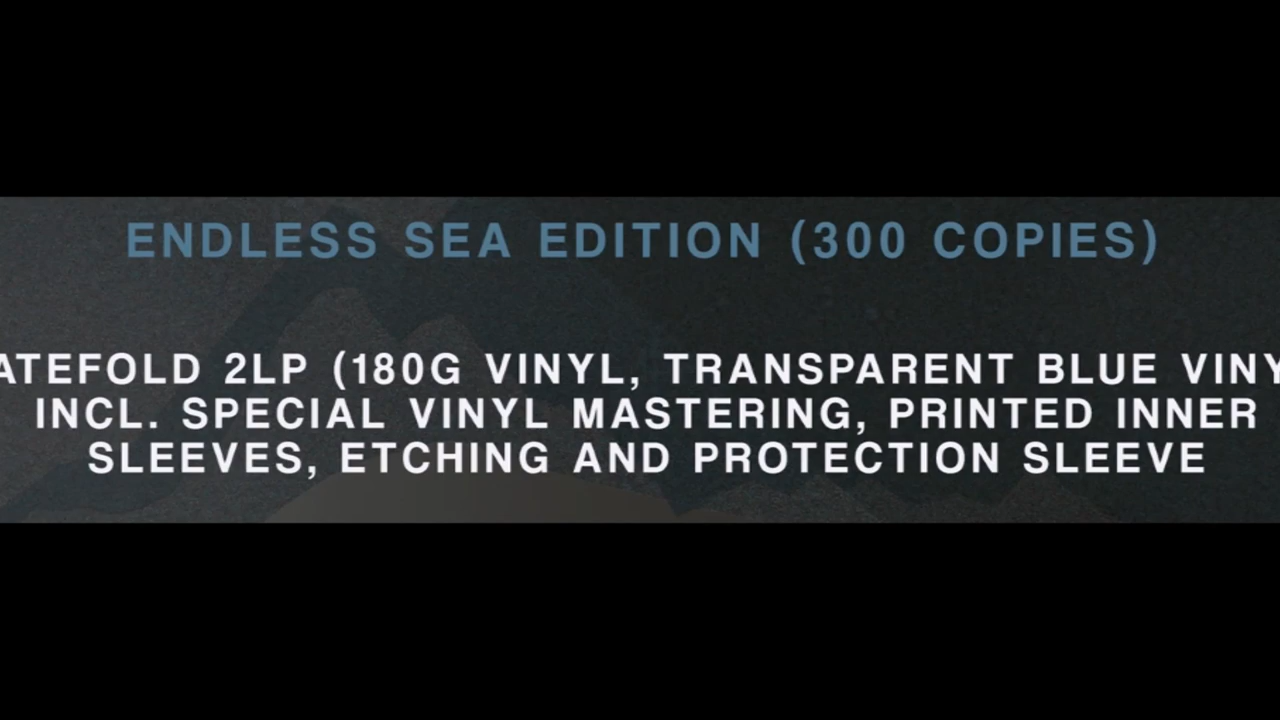 ENDLESS SEA EDITION (300 COPIES)
ATEFOLD 2LP (180G VINYL, TRANSPARENT BLUE VINY
INCL. SPECIAL VINYL MASTERING, PRINTED INNER
SLEEVES, ETCHING AND PROTECTION SLEEVE